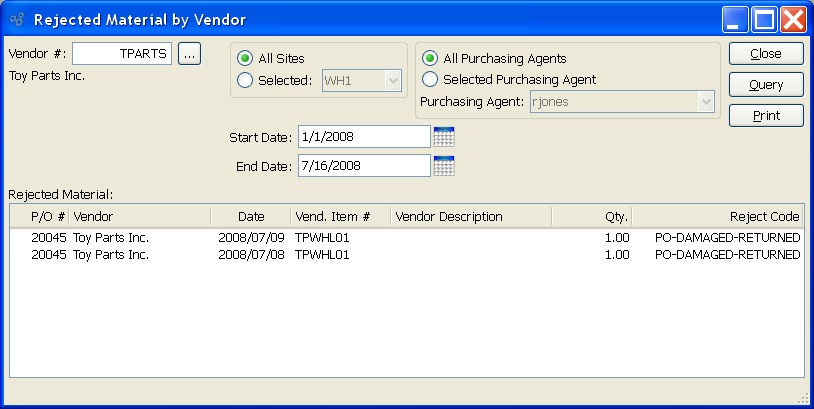 Rejected Material by Vendor
Vendor #: TPARTS ...
Toy Parts Inc.
All Sites
Selected: WH1
All Purchasing Agents
Selected Purchasing Agent
Purchasing Agent: rjones
Close
Query
Print
Start Date: 1/1/2008
End Date: 7/16/2008
Rejected Material:
P/O # Vendor Date Vend. Item # Vendor Description Qty. Reject Code
20045 Toy Parts Inc. 2008/07/09 TPWHL01 1.00 PO-DAMAGED-RETURNED
20045 Toy Parts Inc. 2008/07/08 TPWHL01 1.00 PO-DAMAGED-RETURNED